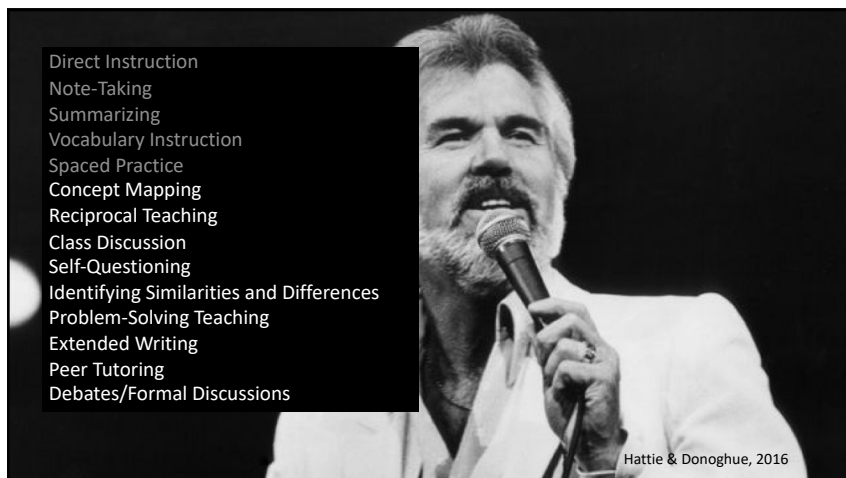 Direct Instruction
Note-Taking
Summarizing
Vocabulary Instruction
Spaced Practice
Concept Mapping
Reciprocal Teaching
Class Discussion
Self-Questioning
Identifying Similarities and Differences
Problem-Solving Teaching
Extended Writing
Peer Tutoring
Debates/Formal Discussions
Hattie & Donoghue, 2016